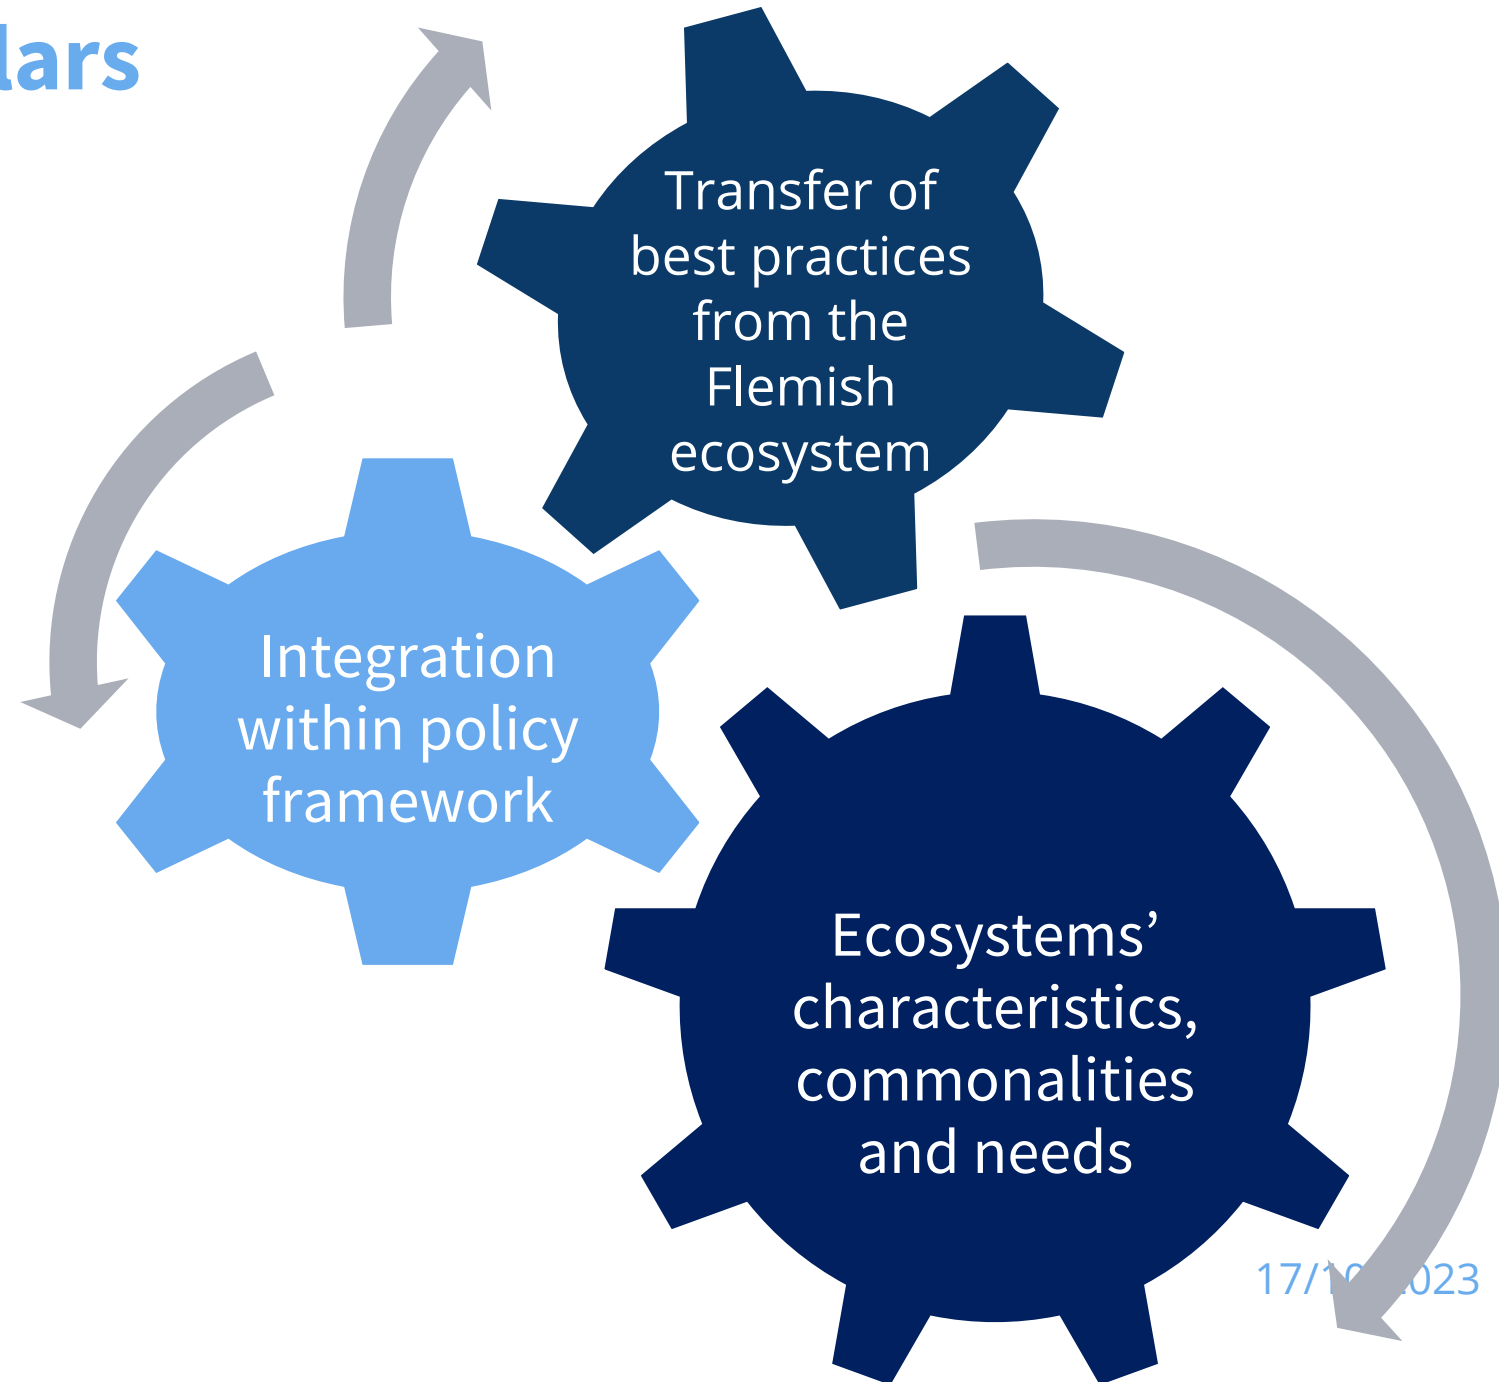 lars
Transfer of
best practices
from the
Flemish
ecosystem
Integration
within policy
framework
Ecosystems’
characteristics,
commonalities
and needs